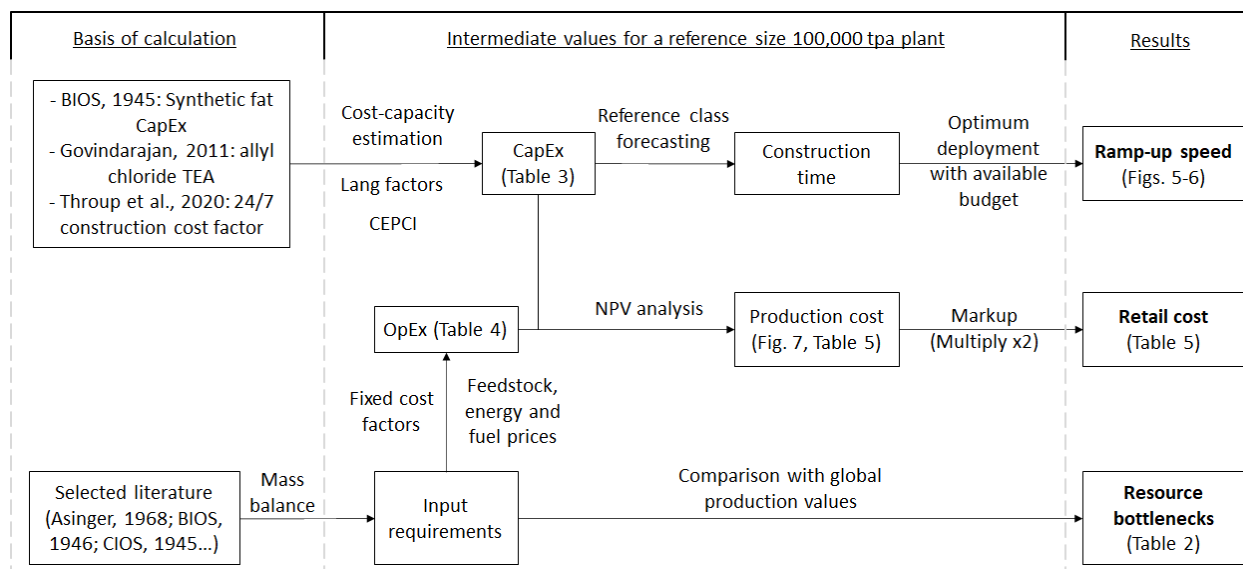 Basis of calculation
Intermediate values for a reference size 100,000 tpa plant
Results
- BIOS, 1945: Synthetic fat
CapEx
- Govindarajan, 2011: allyl
chloride TEA
- Throup et al., 2020: 24/7
construction cost factor
Cost-capacity
estimation
Lang factors
CEPCI
CapEx
(Table 3)
Reference class
forecasting
Construction
time
Optimum
deployment
with available
budget
Ramp-up speed
(Figs. 5-6)
OpEx (Table 4)
NPV analysis
Production cost
(Fig. 7, Table 5)
Markup
(Multiply x2)
Retail cost
(Table 5)
Fixed cost
factors
Feedstock,
energy and
fuel prices
Selected literature
(Asinger, 1968; BIOS,
1946; CIOS, 1945...)
Mass
balance
Input
requirements
Comparison with global
production values
Resource
bottlenecks
(Table 2)